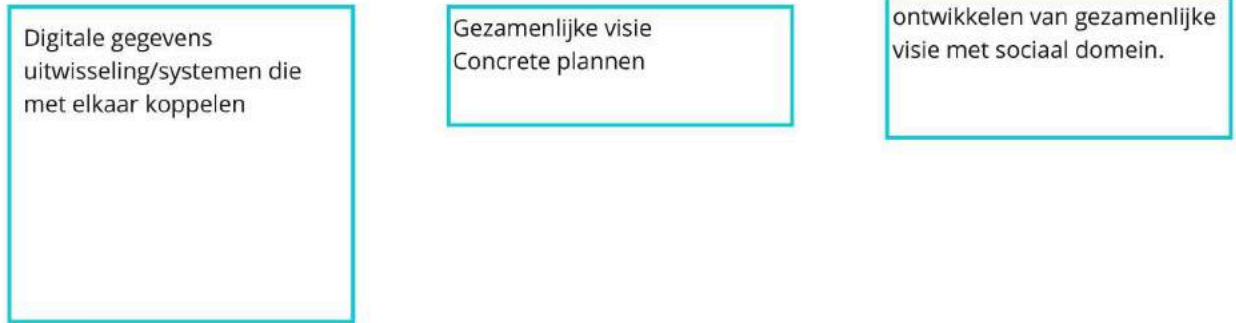 Digitale gegevens
uitwisseling/systemen die
met elkaar koppelen
Gezamenlijke visie
Concrete plannen
ontwikkelen van gezamenlijke
visie met sociaal domein.